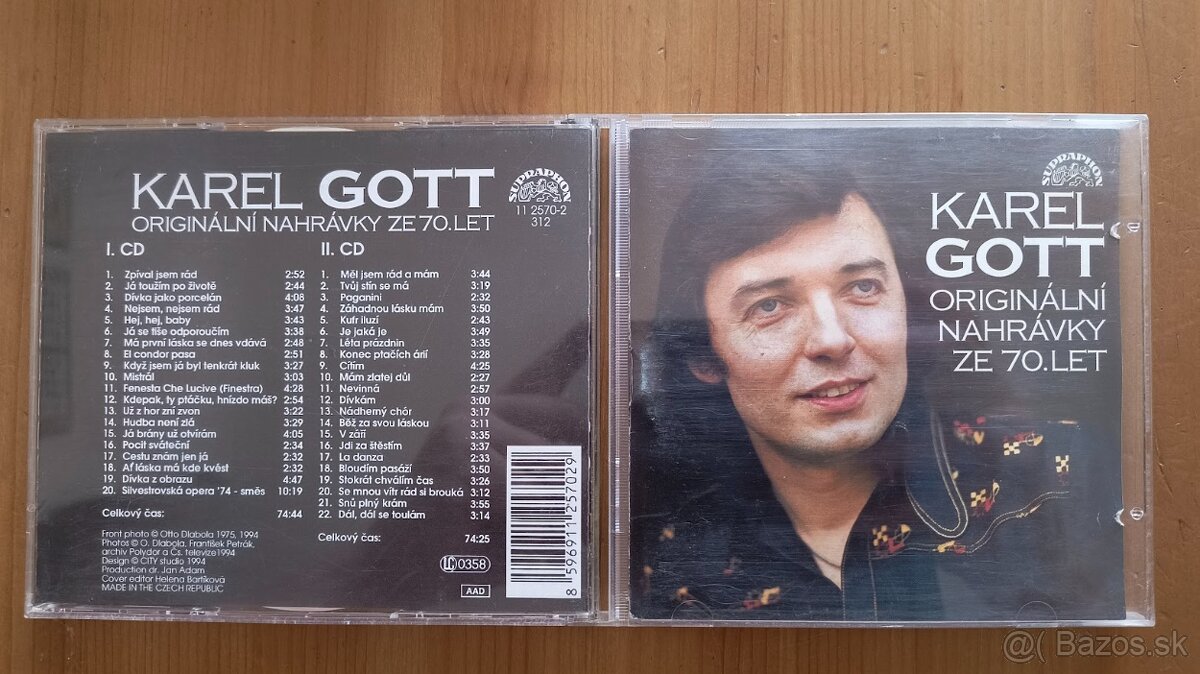 KAREL GOTT
ORIGINÁLNÍ NAHRÁVKY ZE 70.LET
SUPRAPHON
11 2570-2
312
I. CD
1. Zpíval jsem rád 2:52
2. Já toužím po životě 2:44
3. Dívka jako porcelán 4:08
4. Nejsem, nejsem rád 3:47
5. Hej, hej, baby 3:43
6. Já se tiše odporoučím 3:38
7. Má první láska se dnes vdává 2:48
8. El condor pasa 2:51
9. Když jsem já byl tenkrát kluk 3:27
10. Mistrál 3:03
11. Fenesta Che Lucive (Finestra) 4:28
12. Kdepak, ty ptáčku, hnízdo máš? 2:54
13. Už z hor zní zvon 3:22
14. Hudba není zlá 3:29
15. Já brány už otvírám 4:05
16. Pocit sváteční 2:34
17. Cestu znám jen já 2:32
18. Ať láska má kde kvést 2:32
19. Dívka z obrazu 4:47
20. Silvestrovská opera '74 - směs 10:19
Celkový čas: 74:44
II. CD
1. Měl jsem rád a mám 3:44
2. Tvůj stín se má 3:19
3. Paganini 2:32
4. Záhadnou lásku mám 3:50
5. Kufr iluzí 2:43
6. Je jaká je 3:49
7. Léta prázdnin 3:35
8. Konec ptačích árií 3:28
9. Cítím 4:25
10. Mám zlatej důl 2:27
11. Nevinná 2:57
12. Dívkám 3:00
13. Nádherný chór 3:17
14. Běž za svou láskou 3:11
15. V září 3:35
16. Jdi za štěstím 3:37
17. La danza 2:33
18. Bloudím pasáží 3:50
19. Stokrát chválím čas 3:26
20. Se mnou vítr rád si brouká 3:12
21. Snů plný krám 3:55
22. Dál, dál se toulám 3:14
Celkový čas: 74:25
Front photo © Otto Dlabola 1975, 1994
Photos © O. Dlabola, František Petrák,
archiv Polydor a Čs. televize1994
Design © CITY studio 1994
Production dr. Jan Adam
Cover editor Helena Bartíková
MADE IN THE CZECH REPUBLIC
LC 0358
AAD
8 596911 257029
SUPRAPHON
KAREL
GOTT
ORIGINÁLNÍ
NAHRÁVKY
ZE 70.LET
@( Bazos.sk